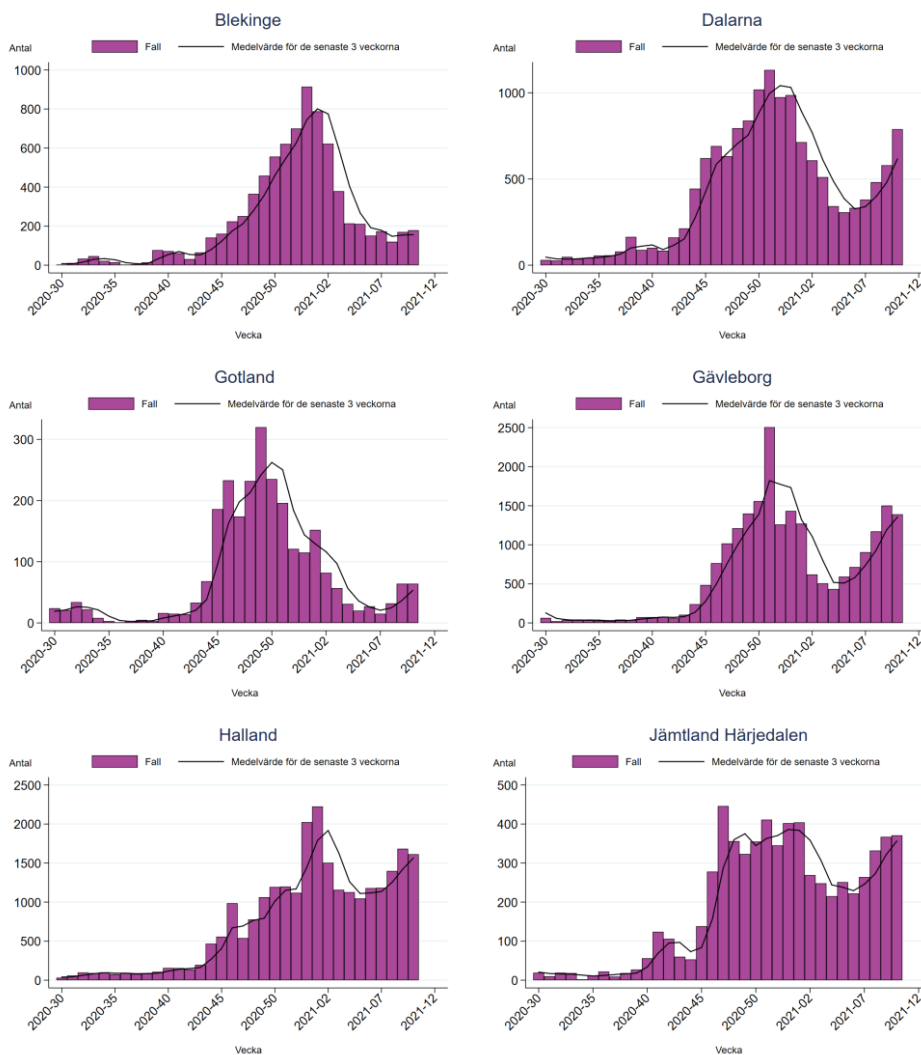 Blekinge
Antal
Fall
Medelvärde för de senaste 3 veckorna
1000
800
600
400
200
0
2020-30
2020-35
2020-40
2020-45
2020-50
2021-02
2021-07
2021-12
Vecka
Dalarna
Antal
Fall
Medelvärde för de senaste 3 veckorna
1000
500
0
2020-30
2020-35
2020-40
2020-45
2020-50
2021-02
2021-07
2021-12
Vecka
Gotland
Antal
Fall
Medelvärde för de senaste 3 veckorna
300
200
100
0
2020-30
2020-35
2020-40
2020-45
2020-50
2021-02
2021-07
2021-12
Vecka
Gävleborg
Antal
Fall
Medelvärde för de senaste 3 veckorna
2500
2000
1500
1000
500
0
2020-30
2020-35
2020-40
2020-45
2020-50
2021-02
2021-07
2021-12
Vecka
Halland
Antal
Fall
Medelvärde för de senaste 3 veckorna
2500
2000
1500
1000
500
0
2020-30
2020-35
2020-40
2020-45
2020-50
2021-02
2021-07
2021-12
Vecka
Jämtland Härjedalen
Antal
Fall
Medelvärde för de senaste 3 veckorna
500
400
300
200
100
0
2020-30
2020-35
2020-40
2020-45
2020-50
2021-02
2021-07
2021-12
Vecka